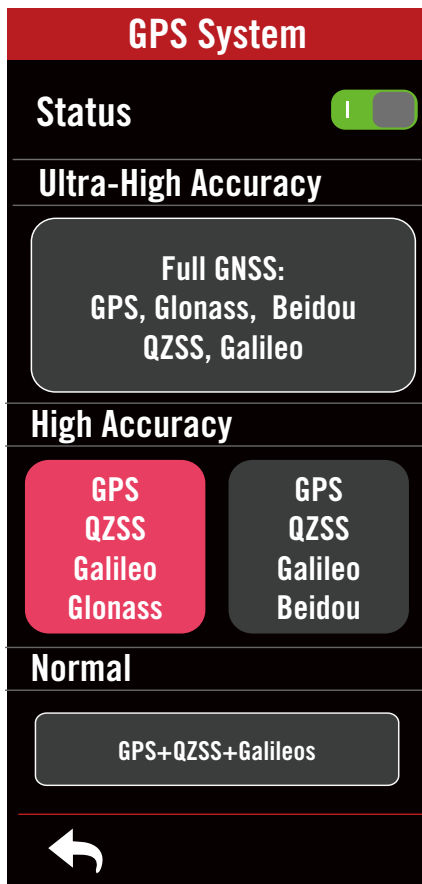 GPS System
Status
Ultra-High Accuracy
Full GNSS:
GPS, Glonass, Beidou
QZSS, Galileo
High Accuracy
GPS
QZSS
Galileo
Glonass
GPS
QZSS
Galileo
Beidou
Normal
GPS+QZSS+Galileos